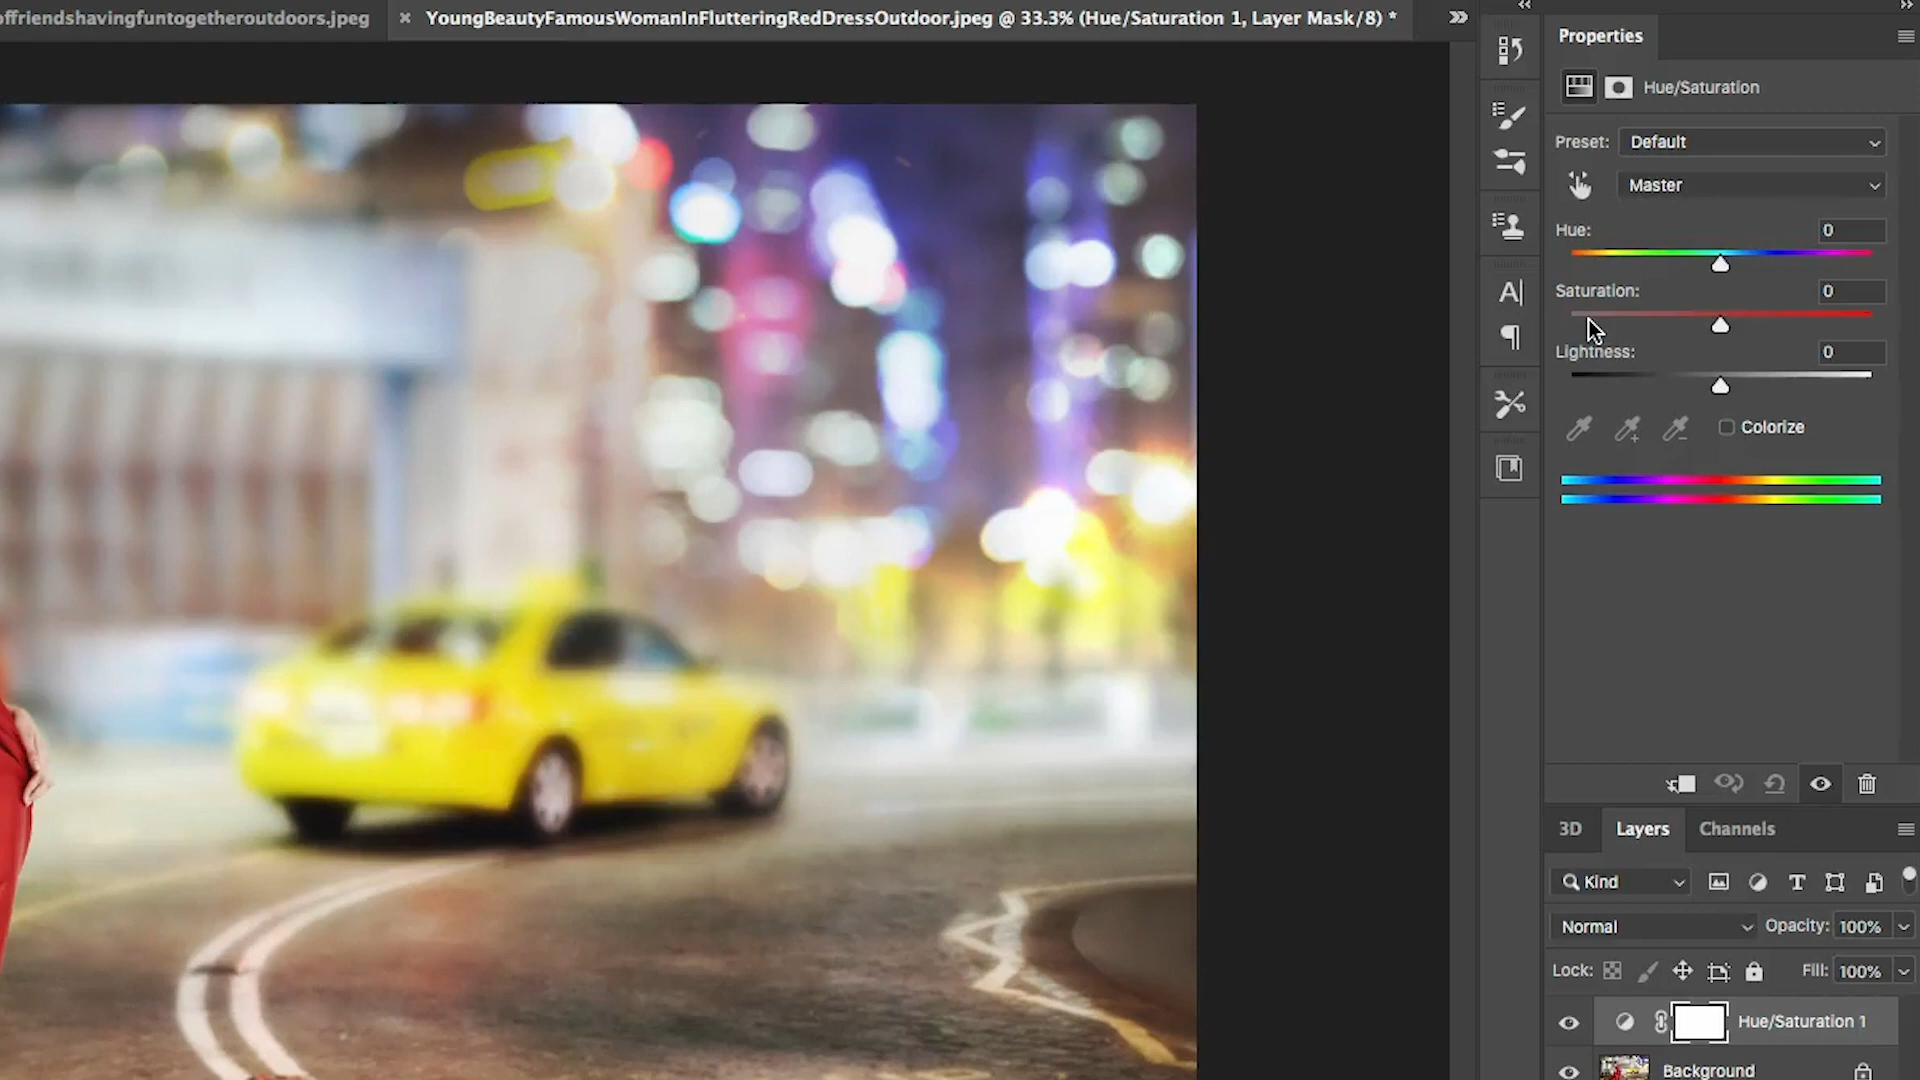 offriendshavingfuntogetheroutdoors.jpeg
× YoungBeautyFamousWomanInFlutteringRedDressOutdoor.jpeg @ 33.3% (Hue/Saturation 1, Layer Mask/8) *
Properties
Hue/Saturation
Preset: Default
Master
Hue: 0
Saturation: 0
Lightness: 0
Colorize
3D Layers Channels
Kind
Normal Opacity: 100%
Lock: Fill: 100%
Hue/Saturation 1
Background